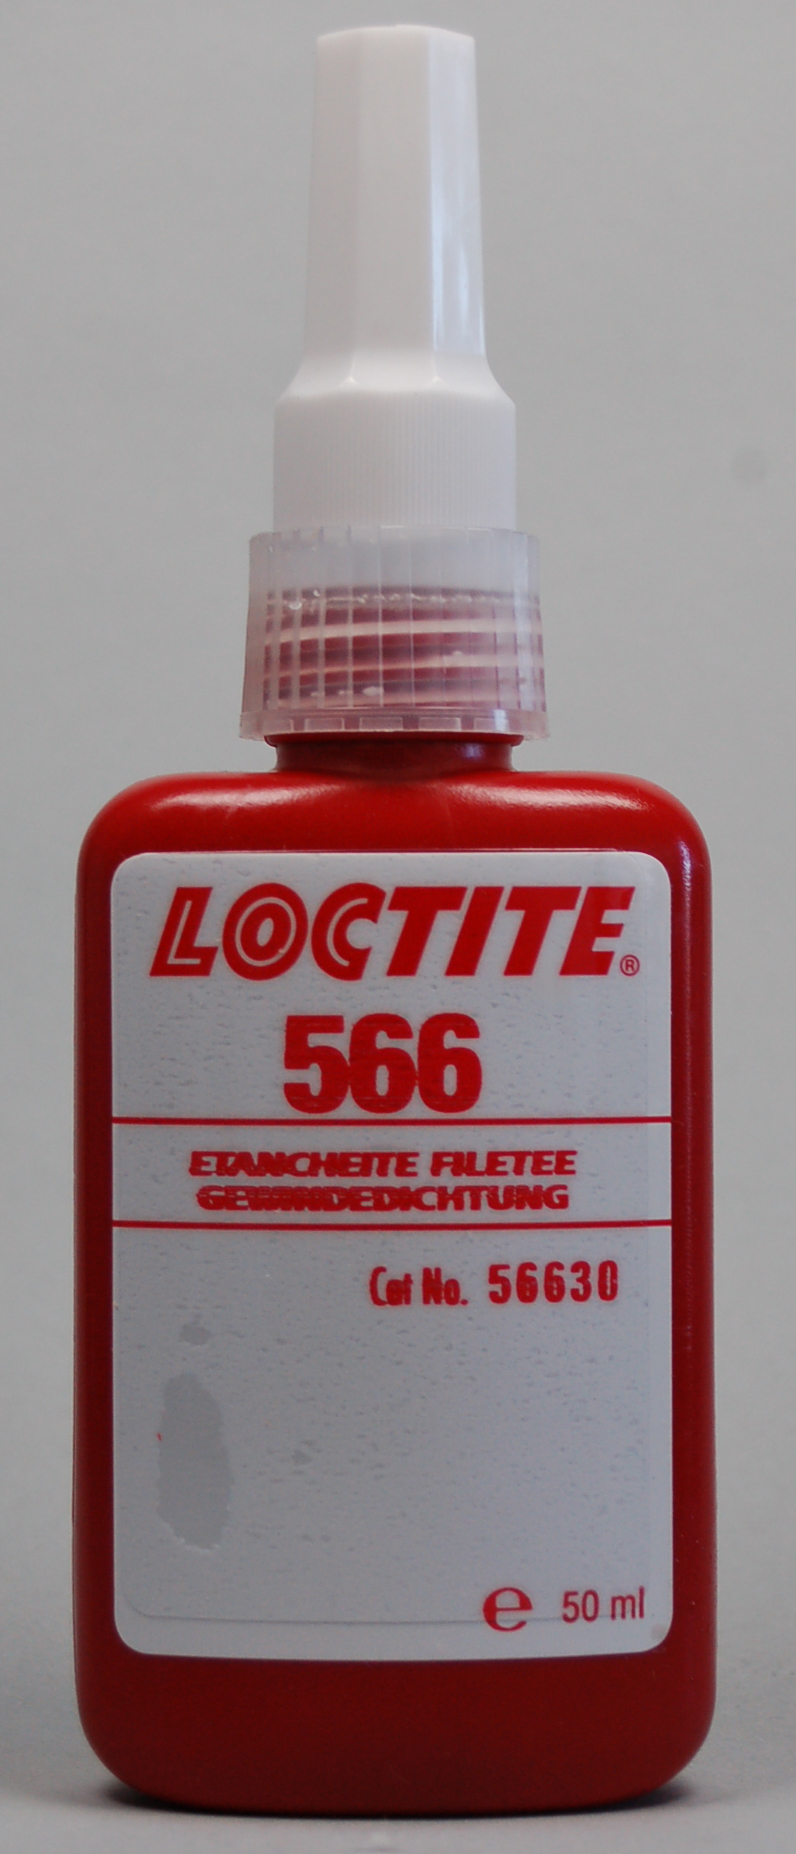 LOCTITE®
566
ETANCHEITE FILETEE
GEWINDEDICHTUNG
Cat No. 56630
℮ 50 ml